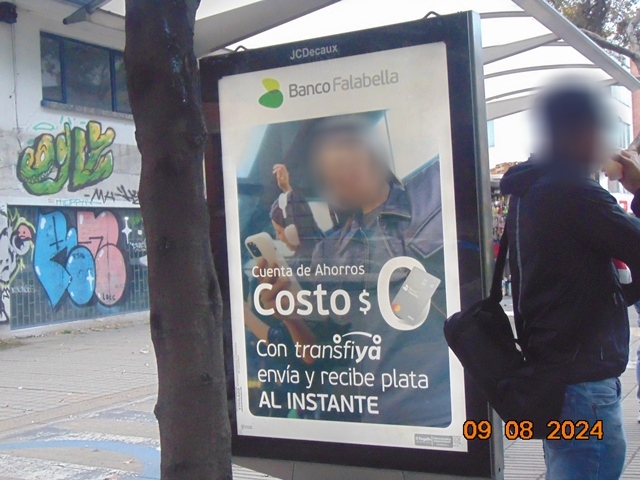 JCDecaux
Banco Falabella
Cuenta de Ahorros
Costo $0
Con transfiya
envía y recibe plata
AL INSTANTE
09 08 2024